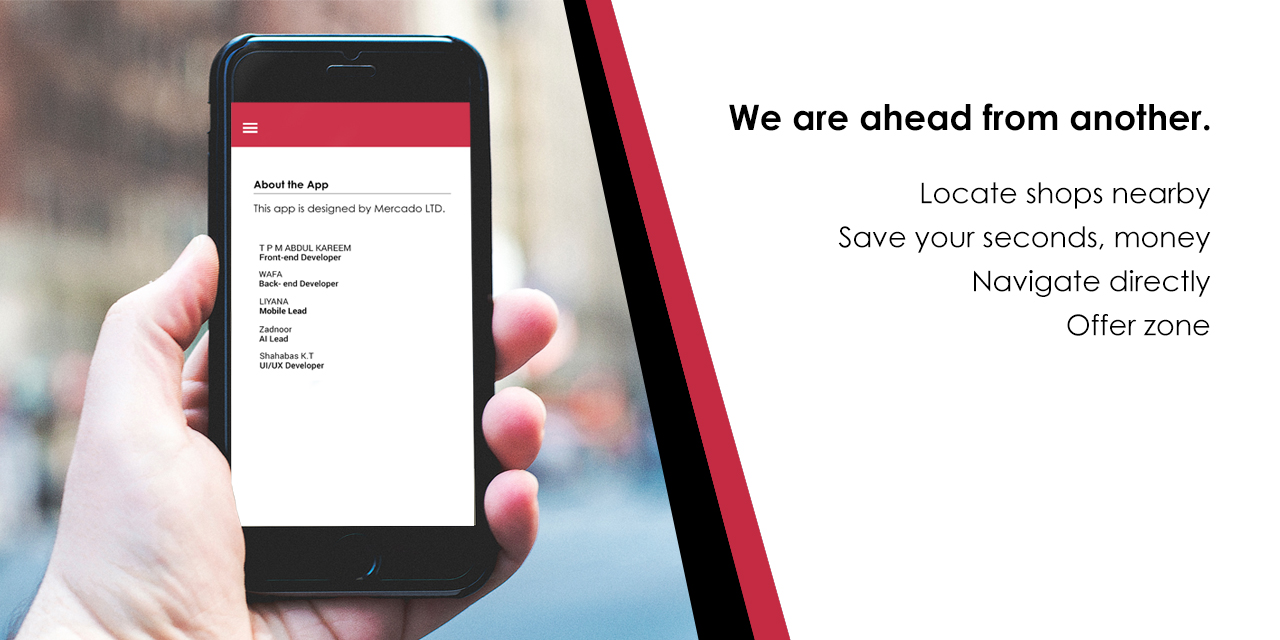 About the App
This app is designed by Mercado LTD.
T P M ABDUL KAREEM
Front-end Developer
WAFA
Back- end Developer
LIYANA
Mobile Lead
Zadnoor
AI Lead
Shahabas K.T
UI/UX Developer
We are ahead from another.
Locate shops nearby
Save your seconds, money
Navigate directly
Offer zone